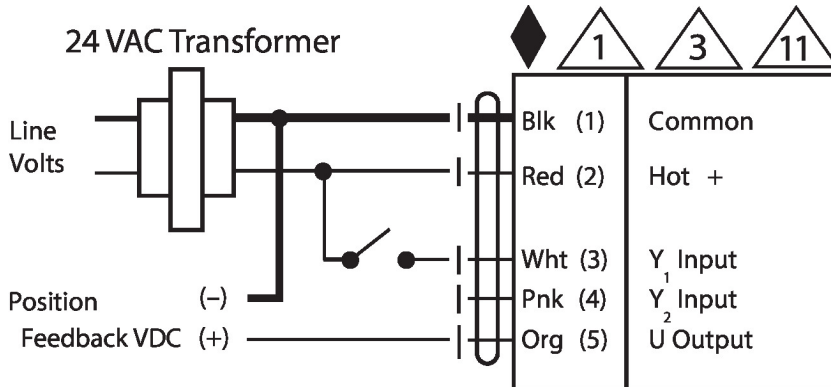 24 VAC Transformer
1 3 11
Line
Volts
Blk (1) Common
Red (2) Hot +
Wht (3) Y1 Input
Position (–)
Pnk (4) Y2 Input
Feedback VDC (+)
Org (5) U Output